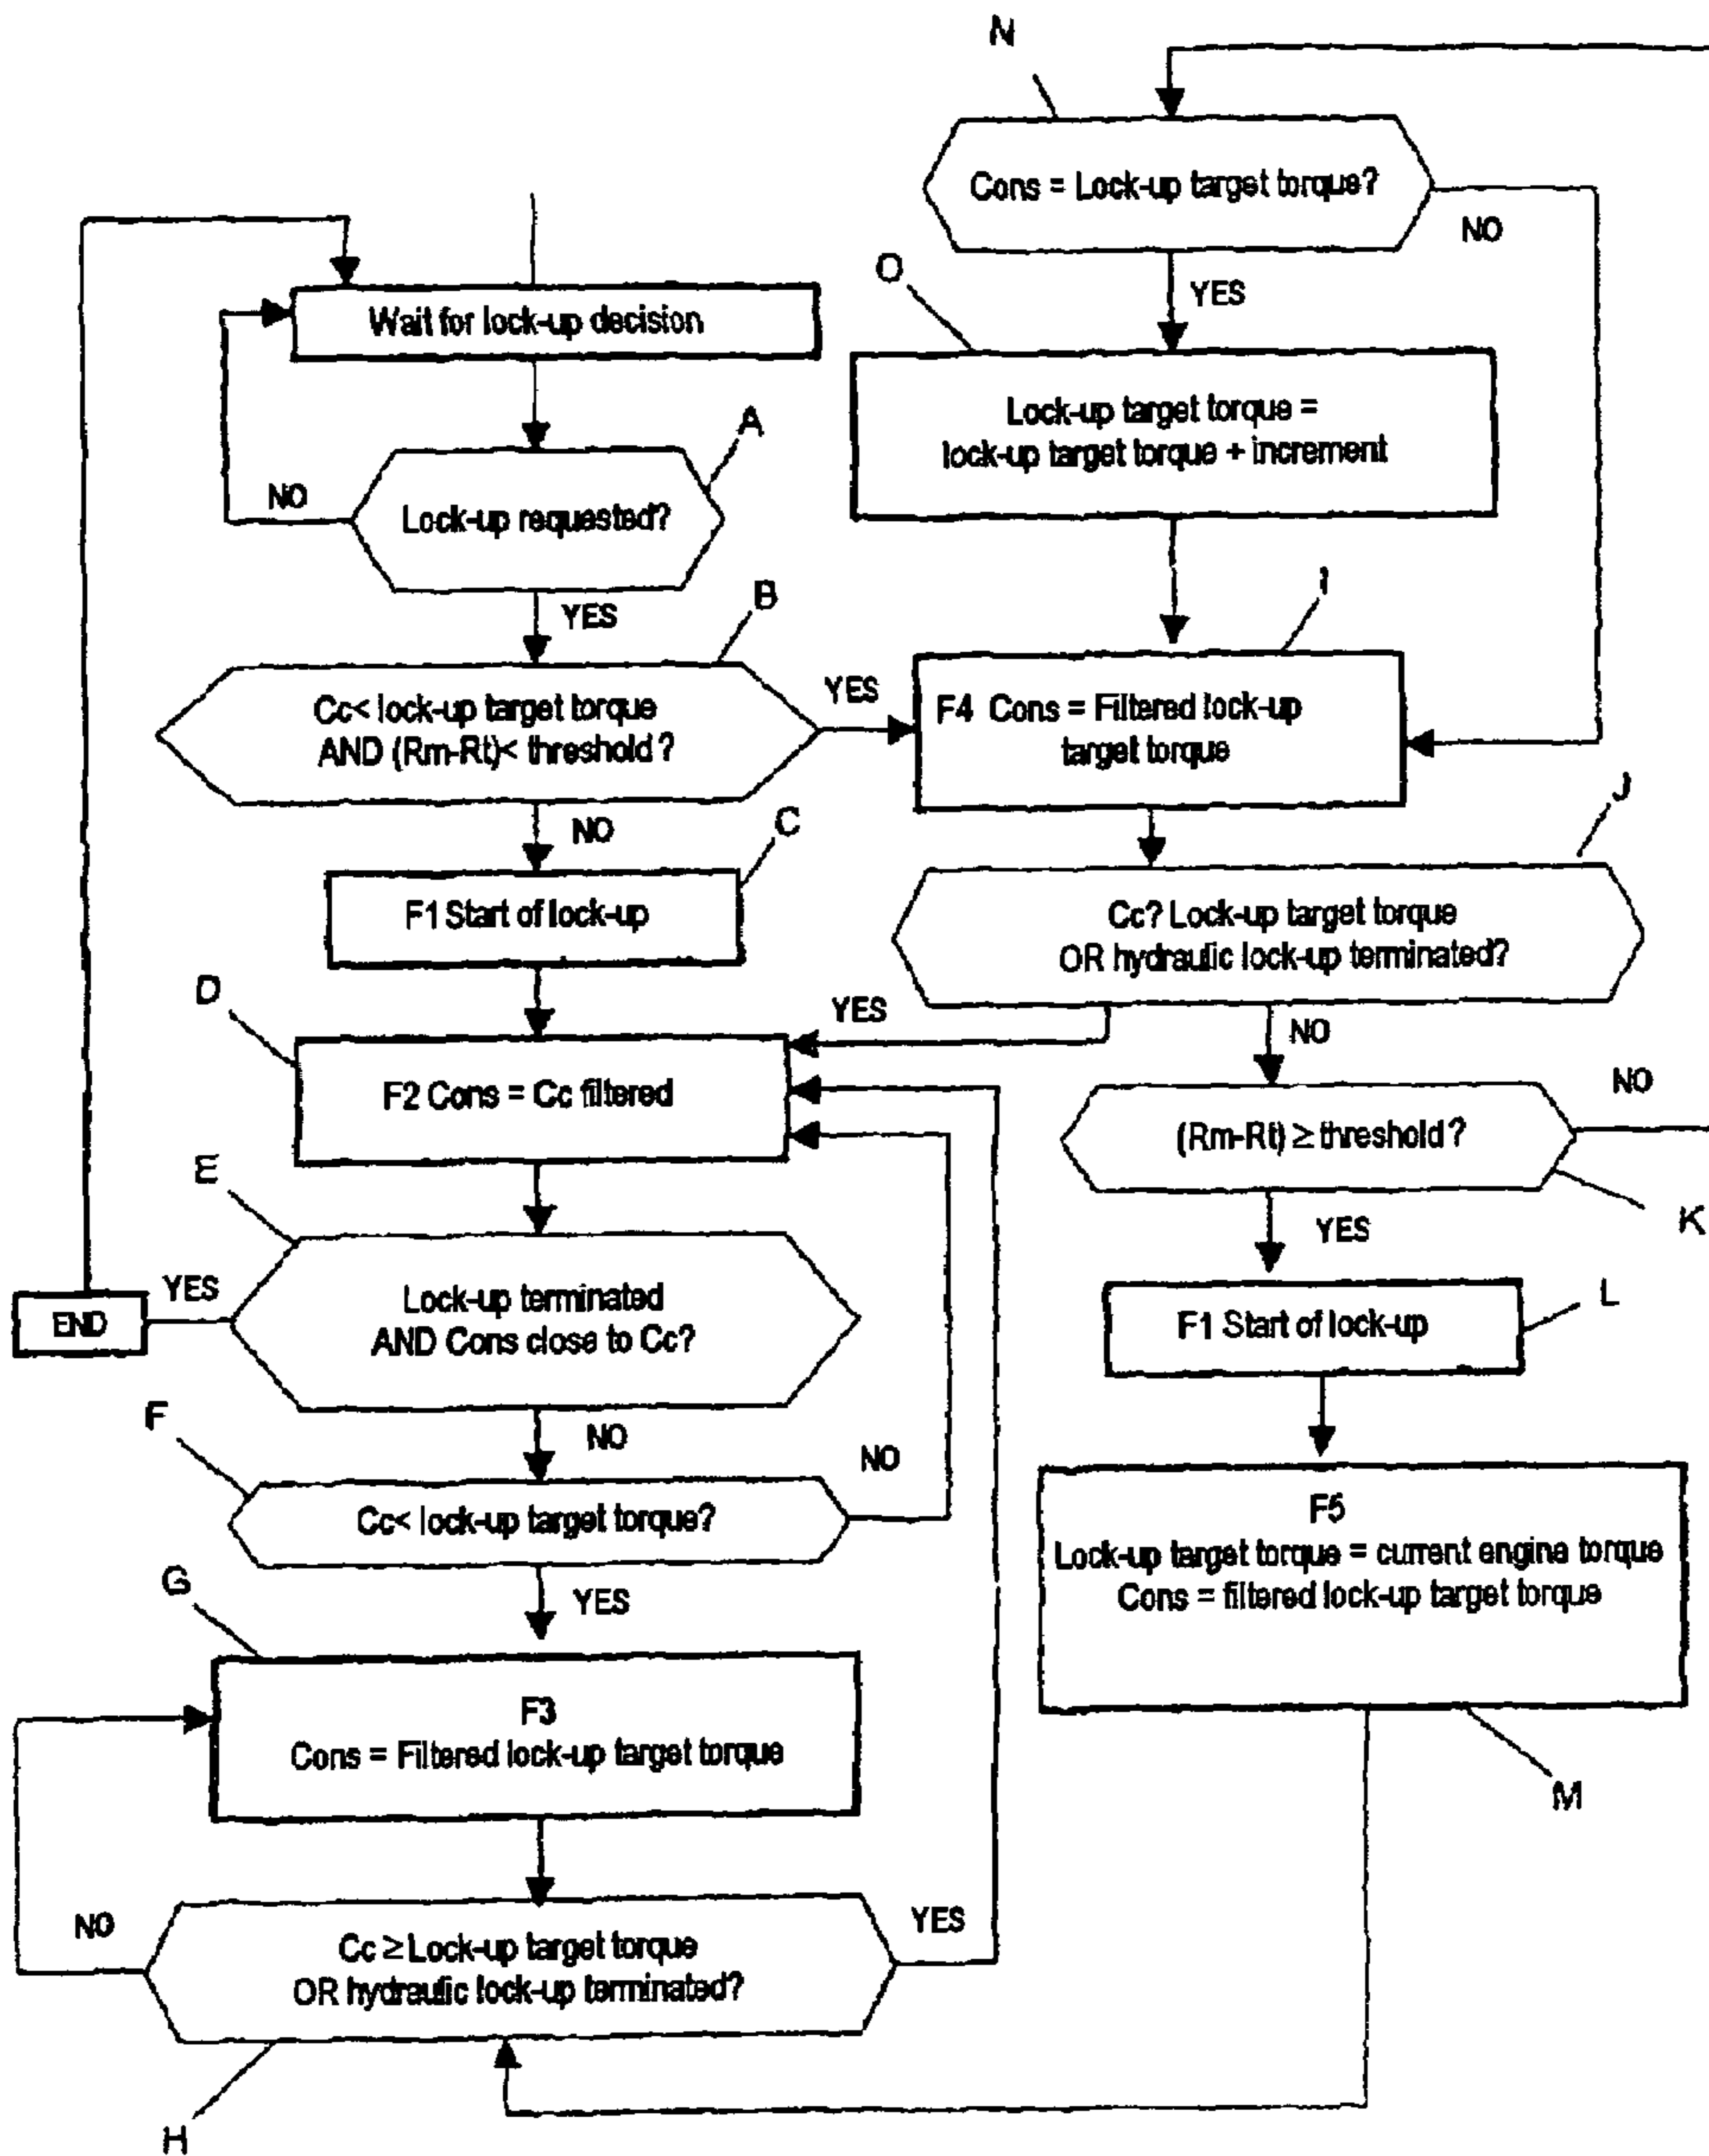 N
Cons = Lock-up target torque?
NO
YES
O
Lock-up target torque =
lock-up target torque + increment
Wait for lock-up decision
A
NO
Lock-up requested?
YES
B
Cc< lock-up target torque
AND (Rm-Rt)< threshold ?
YES
NO
I
F4 Cons = Filtered lock-up
target torque
C
F1 Start of lock-up
J
Cc? Lock-up target torque
OR hydraulic lock-up terminated?
YES
NO
D
F2 Cons = Cc filtered
(Rm-Rt) ≥ threshold ?
NO
K
YES
E
Lock-up terminated
AND Cons close to Cc?
YES
END
NO
L
F1 Start of lock-up
F
Cc< lock-up target torque?
NO
YES
F5
Lock-up target torque = current engine torque
Cons = filtered lock-up target torque
M
G
F3
Cons = Filtered lock-up target torque
NO
Cc ≥ Lock-up target torque
OR hydraulic lock-up terminated?
YES
H